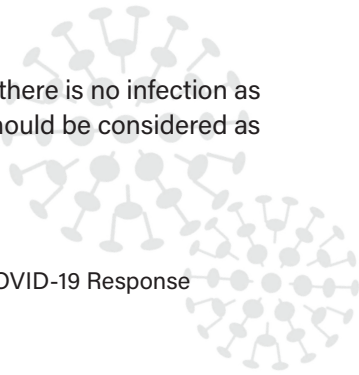 there is no infection as
hould be considered as
OVID-19 Response